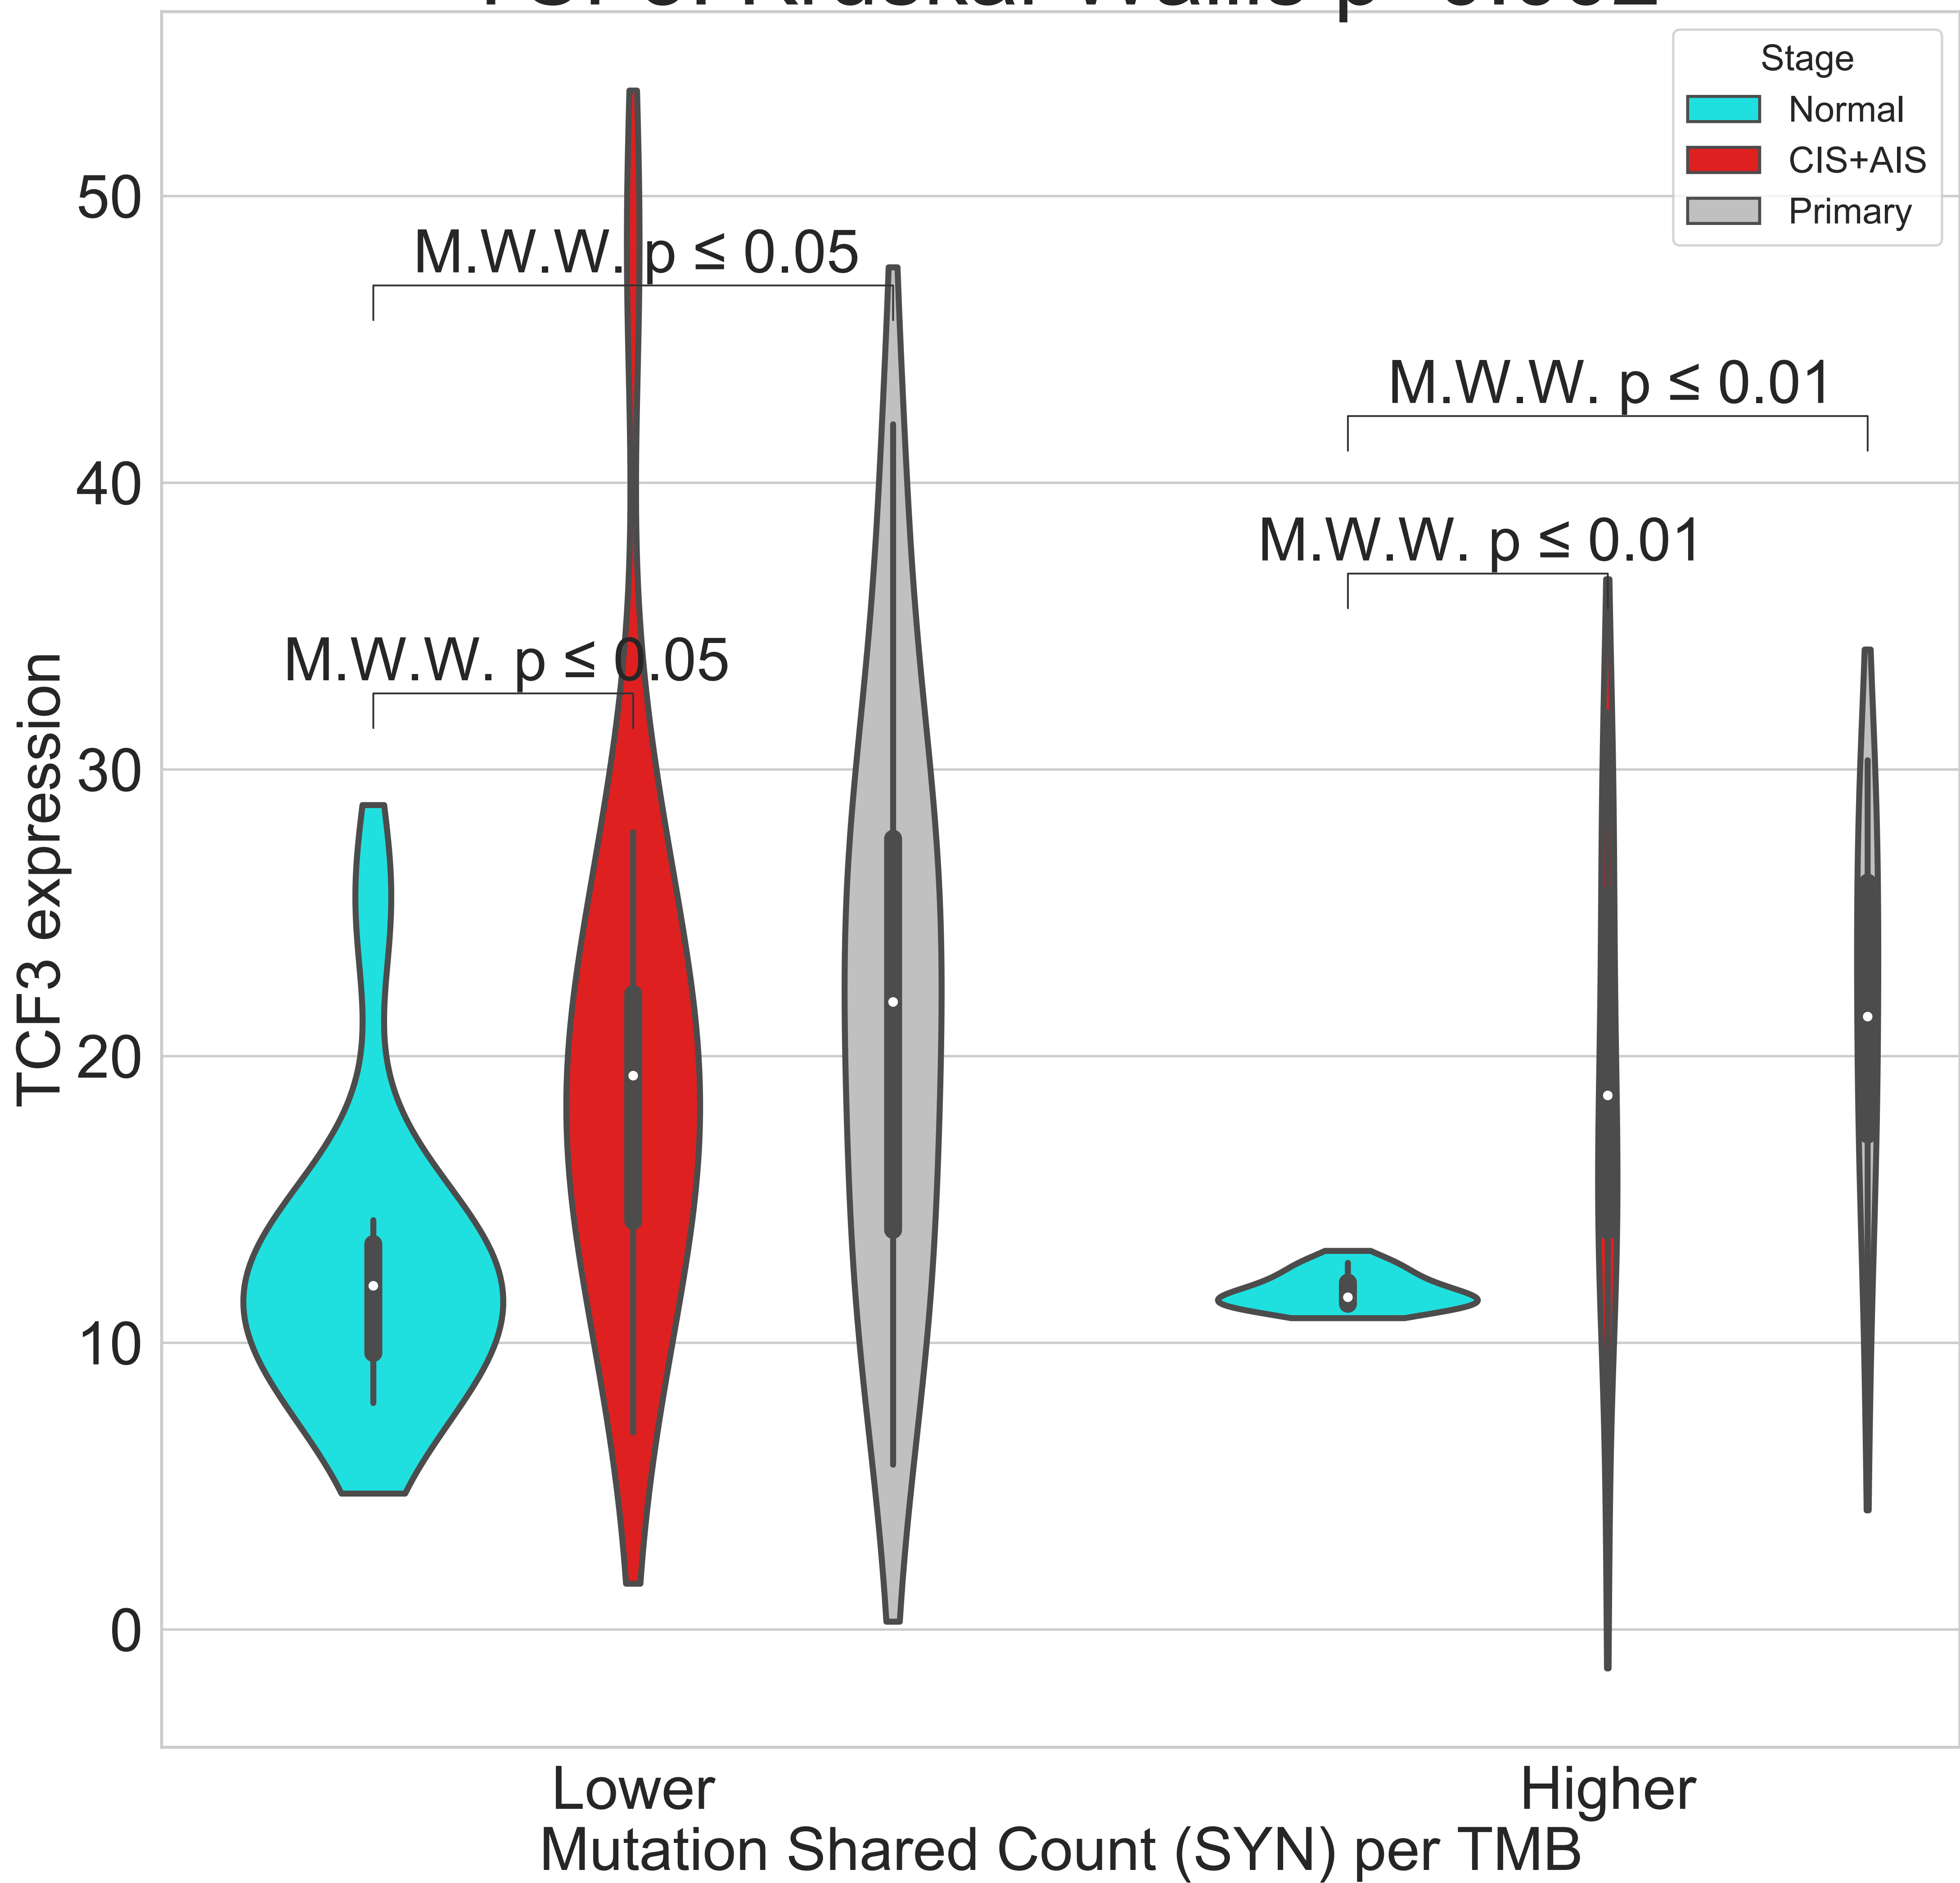 Stage
Normal
CIS+AIS
Primary
50
40
30
20
10
0
TCF3 expression
M.W.W. p ≤ 0.05
M.W.W. p ≤ 0.01
M.W.W. p ≤ 0.01
M.W.W. p ≤ 0.05
Lower
Higher
Mutation Shared Count (SYN) per TMB